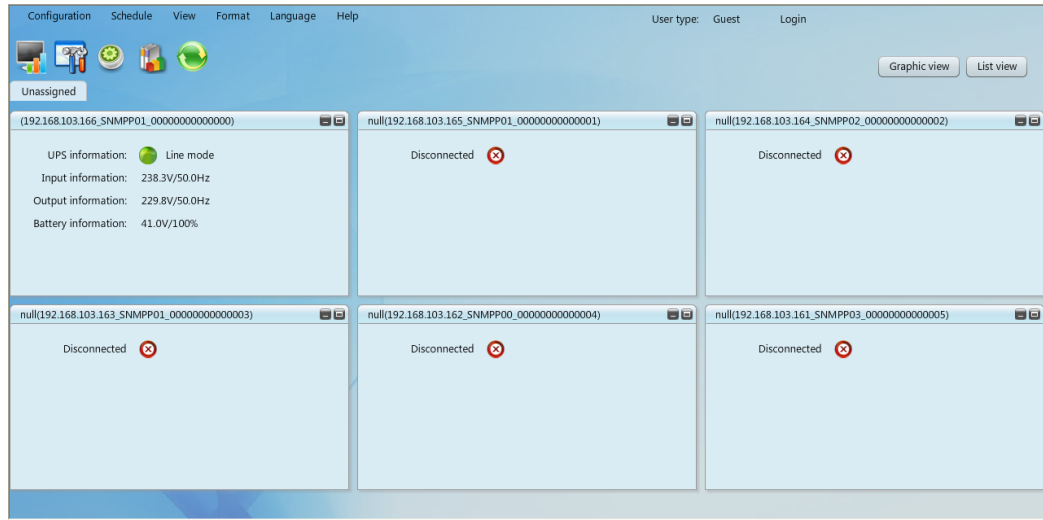 Configuration Schedule View Format Language Help User type: Guest Login
Graphic view List view
Unassigned
(192.168.103.166_SNMPP01_00000000000000)
UPS information: Line mode
Input information: 238.3V/50.0Hz
Output information: 229.8V/50.0Hz
Battery information: 41.0V/100%
null(192.168.103.165_SNMPP01_00000000000001)
Disconnected
null(192.168.103.164_SNMPP02_00000000000002)
Disconnected
null(192.168.103.163_SNMPP01_00000000000003)
Disconnected
null(192.168.103.162_SNMPP00_00000000000004)
Disconnected
null(192.168.103.161_SNMPP03_00000000000005)
Disconnected